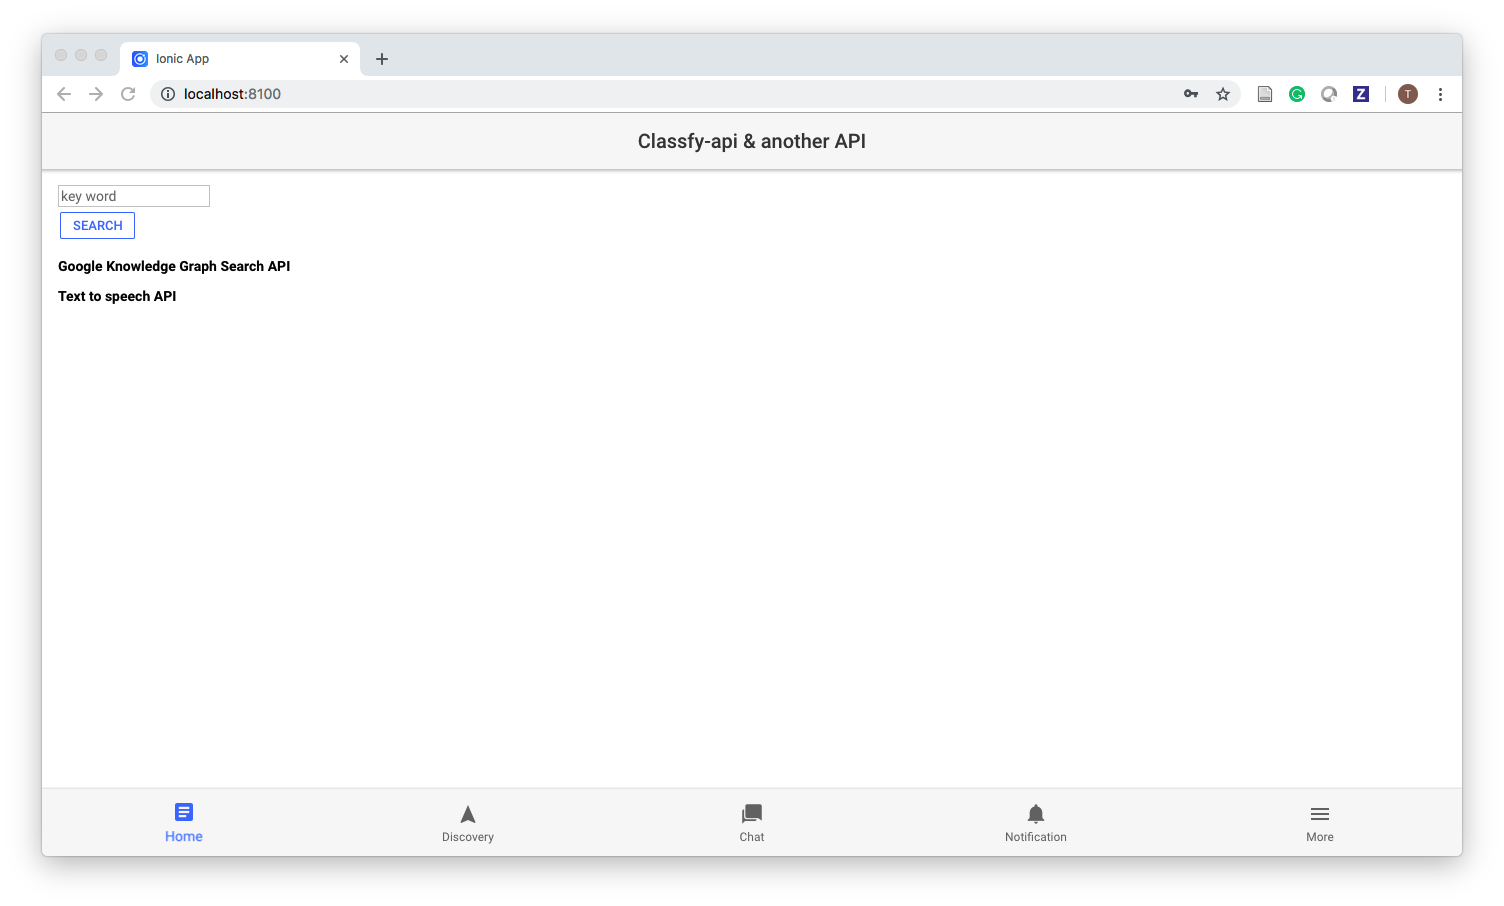 Ionic App
localhost:8100
Z
T
Classfy-api & another API
key word
SEARCH
Google Knowledge Graph Search API
Text to speech API
Home
Discovery
Chat
Notification
More